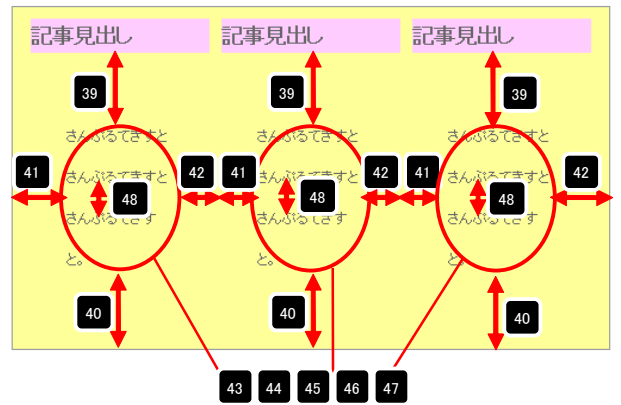 記事見出し 記事見出し 記事見出し
39 39 39
さんぷるてきすと さんぷるてきすと さんぷるてきすと
41 さんぷるてきすと 42 41 さんぷるてきすと 42 41 さんぷるてきすと 42
48 48 48
さんぷるてきす さんぷるてきす さんぷるてきす
と。 と。 と。
40 40 40
43 44 45 46 47